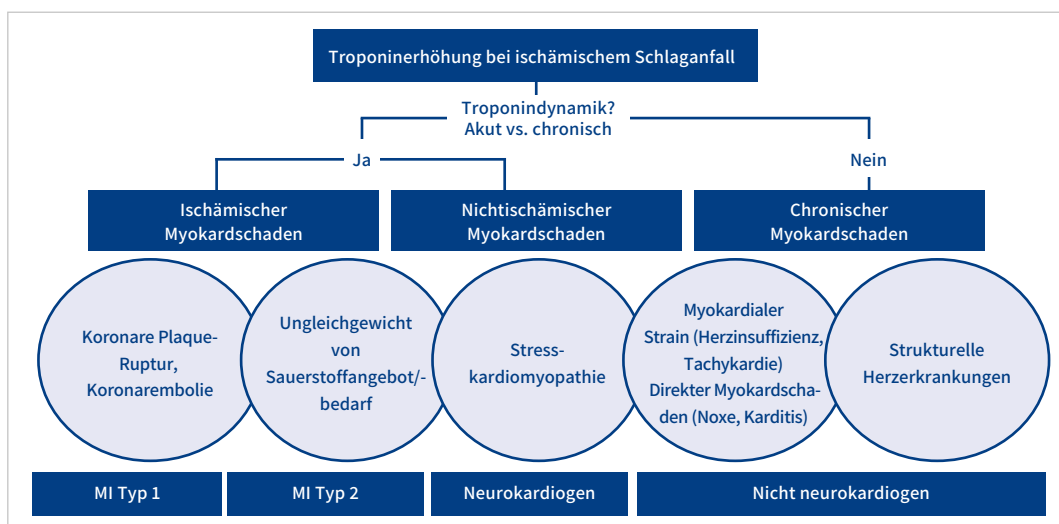 Troponinerhöhung bei ischämischem Schlaganfall
Troponindynamik?
Akut vs. chronisch
Ja
Nein
Ischämischer
Myokardschaden
Nichtischämischer
Myokardschaden
Chronischer
Myokardschaden
Koronare Plaque-
Ruptur,
Koronarembolie
Ungleichgewicht
von
Sauerstoffangebot/-
bedarf
Stress-
kardiomyopathie
Myokardialer
Strain (Herzinsuffizienz,
Tachykardie)
Direkter Myokardscha-
den (Noxe, Karditis)
Strukturelle
Herzerkrankungen
MI Typ 1
MI Typ 2
Neurokardiogen
Nicht neurokardiogen